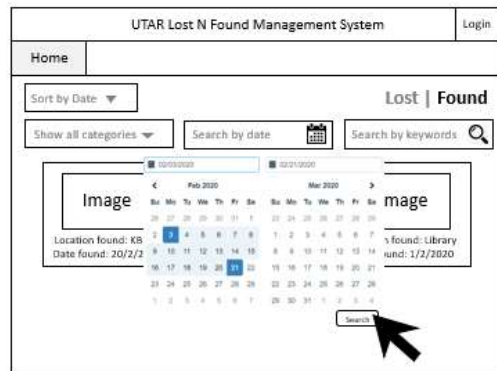 UTAR Lost N Found Management System
Login
Home
Sort by Date
Lost | Found
Show all categories
Search by date
Search by keywords
02/03/2020
02/21/2020
Feb 2020
Mar 2020
Su Mo Tu We Th Fr Sa
Su Mo Tu We Th Fr Sa
26 27 28 29 30 31 1
2 3 4 5 6 7 8
1 2 3 4 5 6 7
9 10 11 12 13 14 15
8 9 10 11 12 13 14
16 17 18 19 20 21 22
15 16 17 18 19 20 21
23 24 25 26 27 28 29
22 23 24 25 26 27 28
1 2 3 4 5 6 7
29 30 31 1 2 3 4
Image
mage
Location found: KB
found: Library
Date found: 20/2/2
und: 1/2/2020
Search